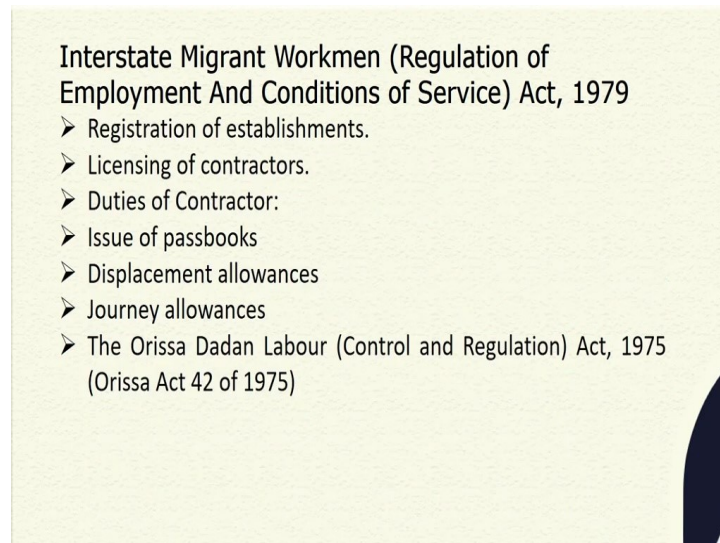 Interstate Migrant Workmen (Regulation of
Employment And Conditions of Service) Act, 1979
➢ Registration of establishments.
➢ Licensing of contractors.
➢ Duties of Contractor:
➢ Issue of passbooks
➢ Displacement allowances
➢ Journey allowances
➢ The Orissa Dadan Labour (Control and Regulation) Act, 1975
(Orissa Act 42 of 1975)